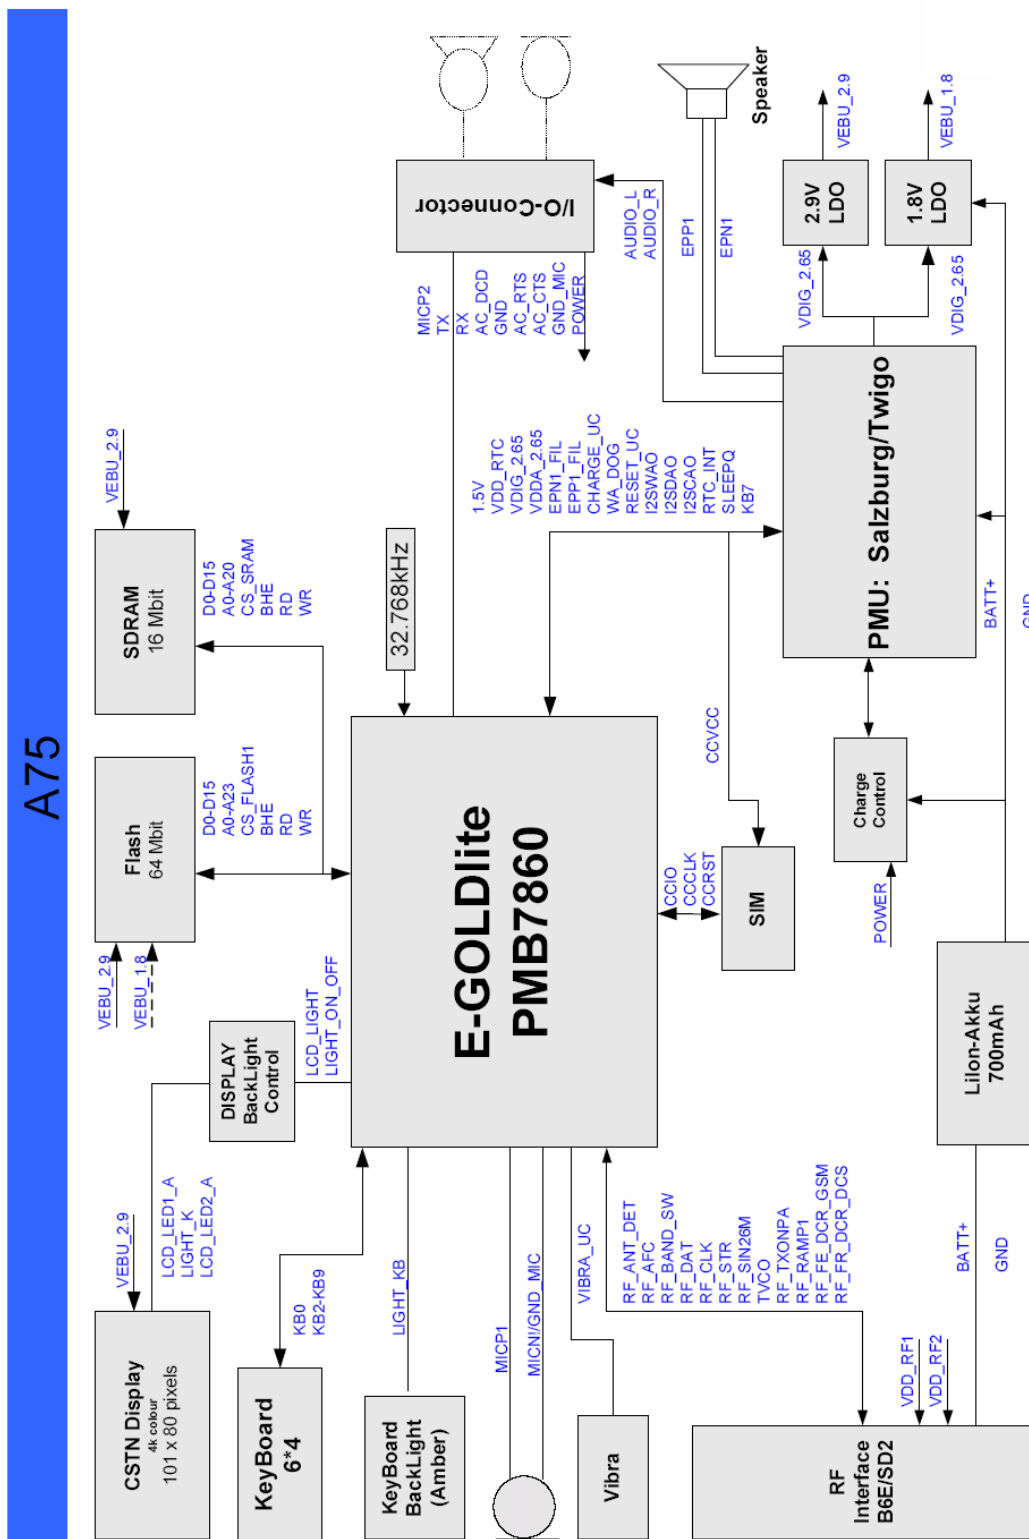 A75
CSTN Display
4k colour
101 x 80 pixels
VEBU_2.9
LCD_LED1_A
LIGHT_K
LCD_LED2_A
DISPLAY
BackLight
Control
LCD_LIGHT
LIGHT_ON_OFF
VEBU_2.9
VEBU_1.8
Flash
64 Mbit
D0-D15
A0-A23
CS_FLASH1
BHE
RD
WR
SDRAM
16 Mbit
VEBU_2.9
D0-D15
A0-A20
CS_SRAM
BHE
RD
WR
KeyBoard
6*4
KB0
KB2-KB9
KeyBoard
BackLight
(Amber)
LIGHT_KB
MICP1
MICN!/GND_MIC
Vibra
VIBRA_UC
E-GOLDlite
PMB7860
32.768kHz
I/O-Connector
MICP2
TX
RX
AC_DCD
GND
AC_RTS
AC_CTS
GND_MIC
POWER
AUDIO_L
AUDIO_R
EPP1
EPN1
Speaker
1.5V
VDD_RTC
VDIG_2.65
VDDA_2.65
EPN1_FIL
EPP1_FIL
CHARGE_UC
WA_DOG
RESET_UC
I2SWAO
I2SDAO
I2SCAO
RTC_INT
SLEEPQ
KB7
CCVCC
CCIO
CCCLK
CCRST
SIM
RF_ANT_DET
RF_AFC
RF_BAND_SW
RF_DAT
RF_CLK
RF_STR
RF_SIN26M
TVCO
RF_TXONPA
RF_RAMP1
RF_FE_DCR_GSM
RF_FR_DCR_DCS
RF
Interface
B6E/SD2
VDD_RF1
VDD_RF2
BATT+
GND
LiIon-Akku
700mAh
POWER
Charge
Control
PMU: Salzburg/Twigo
BATT+
GND
VDIG_2.65
VDIG_2.65
2.9V
LDO
1.8V
LDO
VEBU_2.9
VEBU_1.8